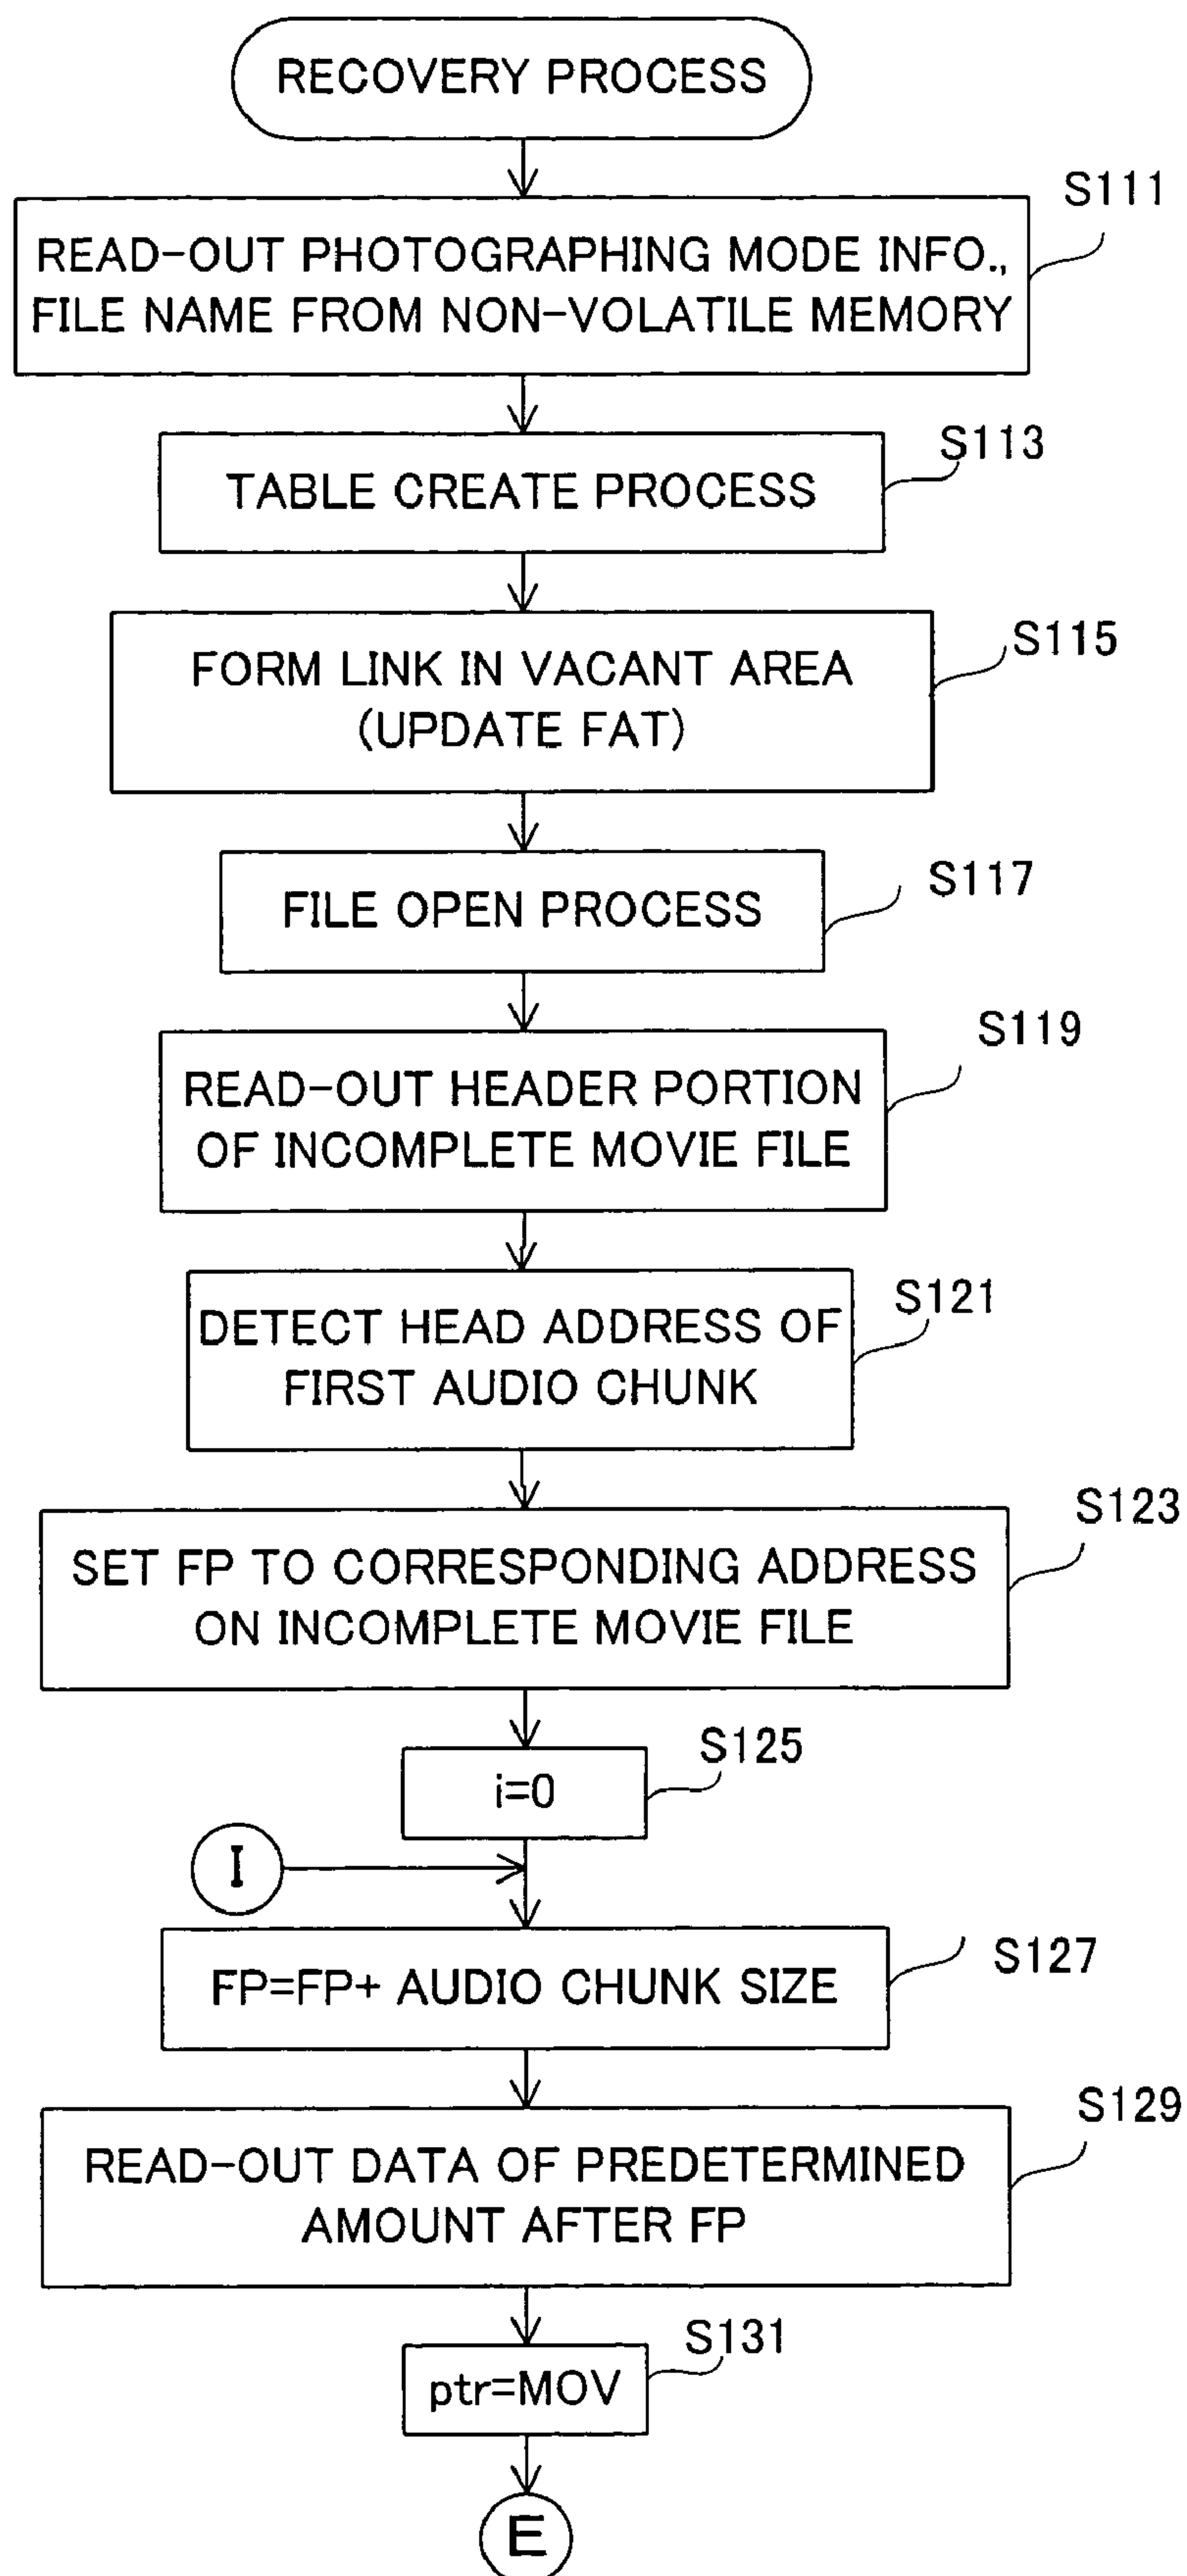 RECOVERY PROCESS
S111
READ-OUT PHOTOGRAPHING MODE INFO.,
FILE NAME FROM NON-VOLATILE MEMORY
S113
TABLE CREATE PROCESS
S115
FORM LINK IN VACANT AREA
(UPDATE FAT)
S117
FILE OPEN PROCESS
S119
READ-OUT HEADER PORTION
OF INCOMPLETE MOVIE FILE
S121
DETECT HEAD ADDRESS OF
FIRST AUDIO CHUNK
S123
SET FP TO CORRESPONDING ADDRESS
ON INCOMPLETE MOVIE FILE
S125
i=0
I
S127
FP=FP+ AUDIO CHUNK SIZE
S129
READ-OUT DATA OF PREDETERMINED
AMOUNT AFTER FP
S131
ptr=MOV
E